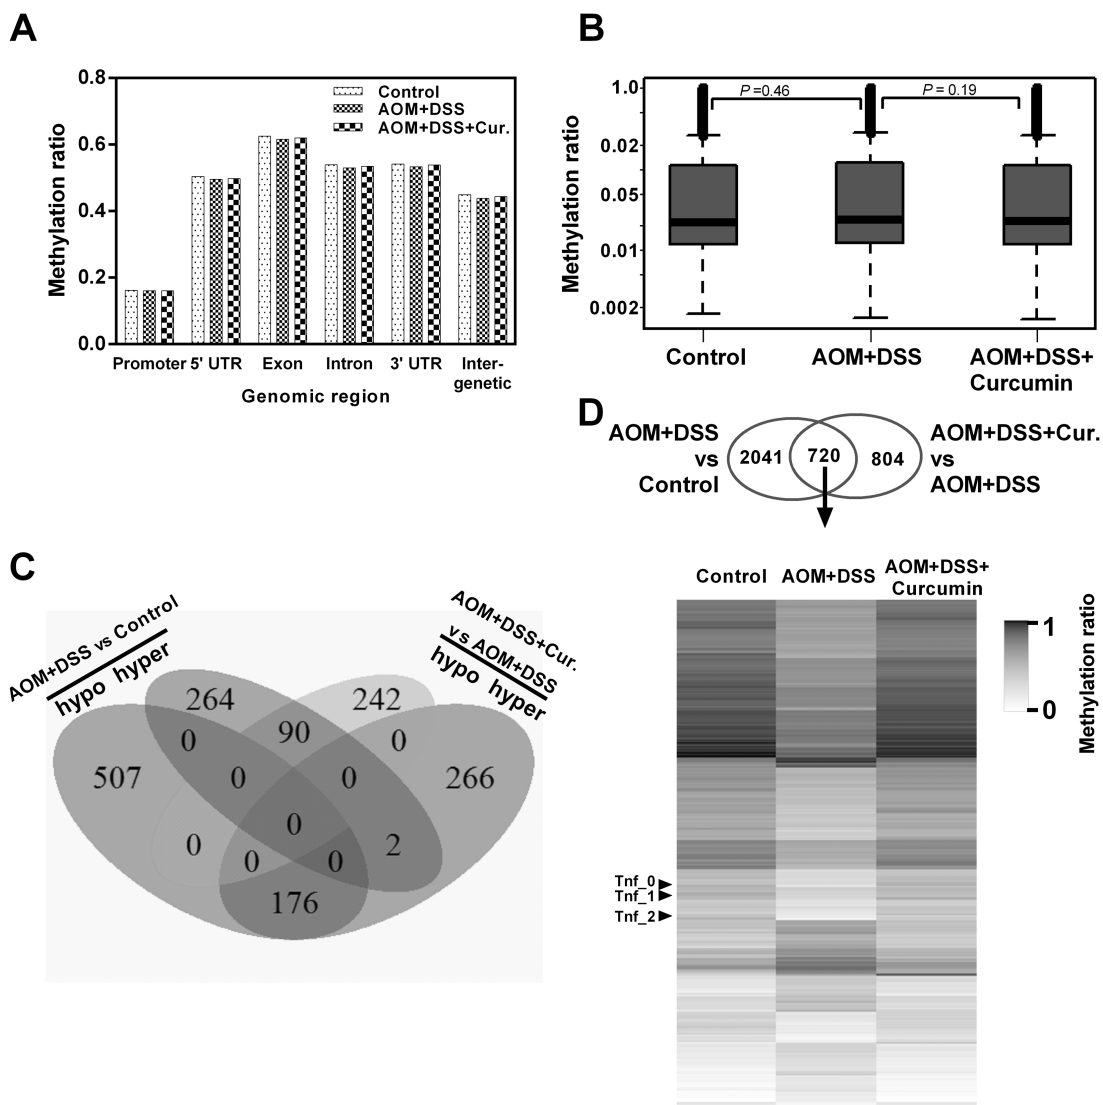 A
0.8
0.6
0.4
0.2
0.0
Methylation ratio
Control
AOM+DSS
AOM+DSS+Cur.
Promoter 5' UTR Exon Intron 3' UTR Inter-
genetic
Genomic region
B
1.0
0.02
0.05
0.01
0.002
Methylation ratio
P =0.46
P = 0.19
Control
AOM+DSS
AOM+DSS+
Curcumin
C
AOM+DSS vs Control
hypo hyper
AOM+DSS+Cur.
vs AOM+DSS
hypo hyper
264
242
90
0
0
507
0
0
266
0
0
2
0
0
176
D
AOM+DSS
vs
Control
2041
720
804
AOM+DSS+Cur.
vs
AOM+DSS
Control
AOM+DSS
AOM+DSS+
Curcumin
1
0
Methylation ratio
Tnf_0
Tnf_1
Tnf_2